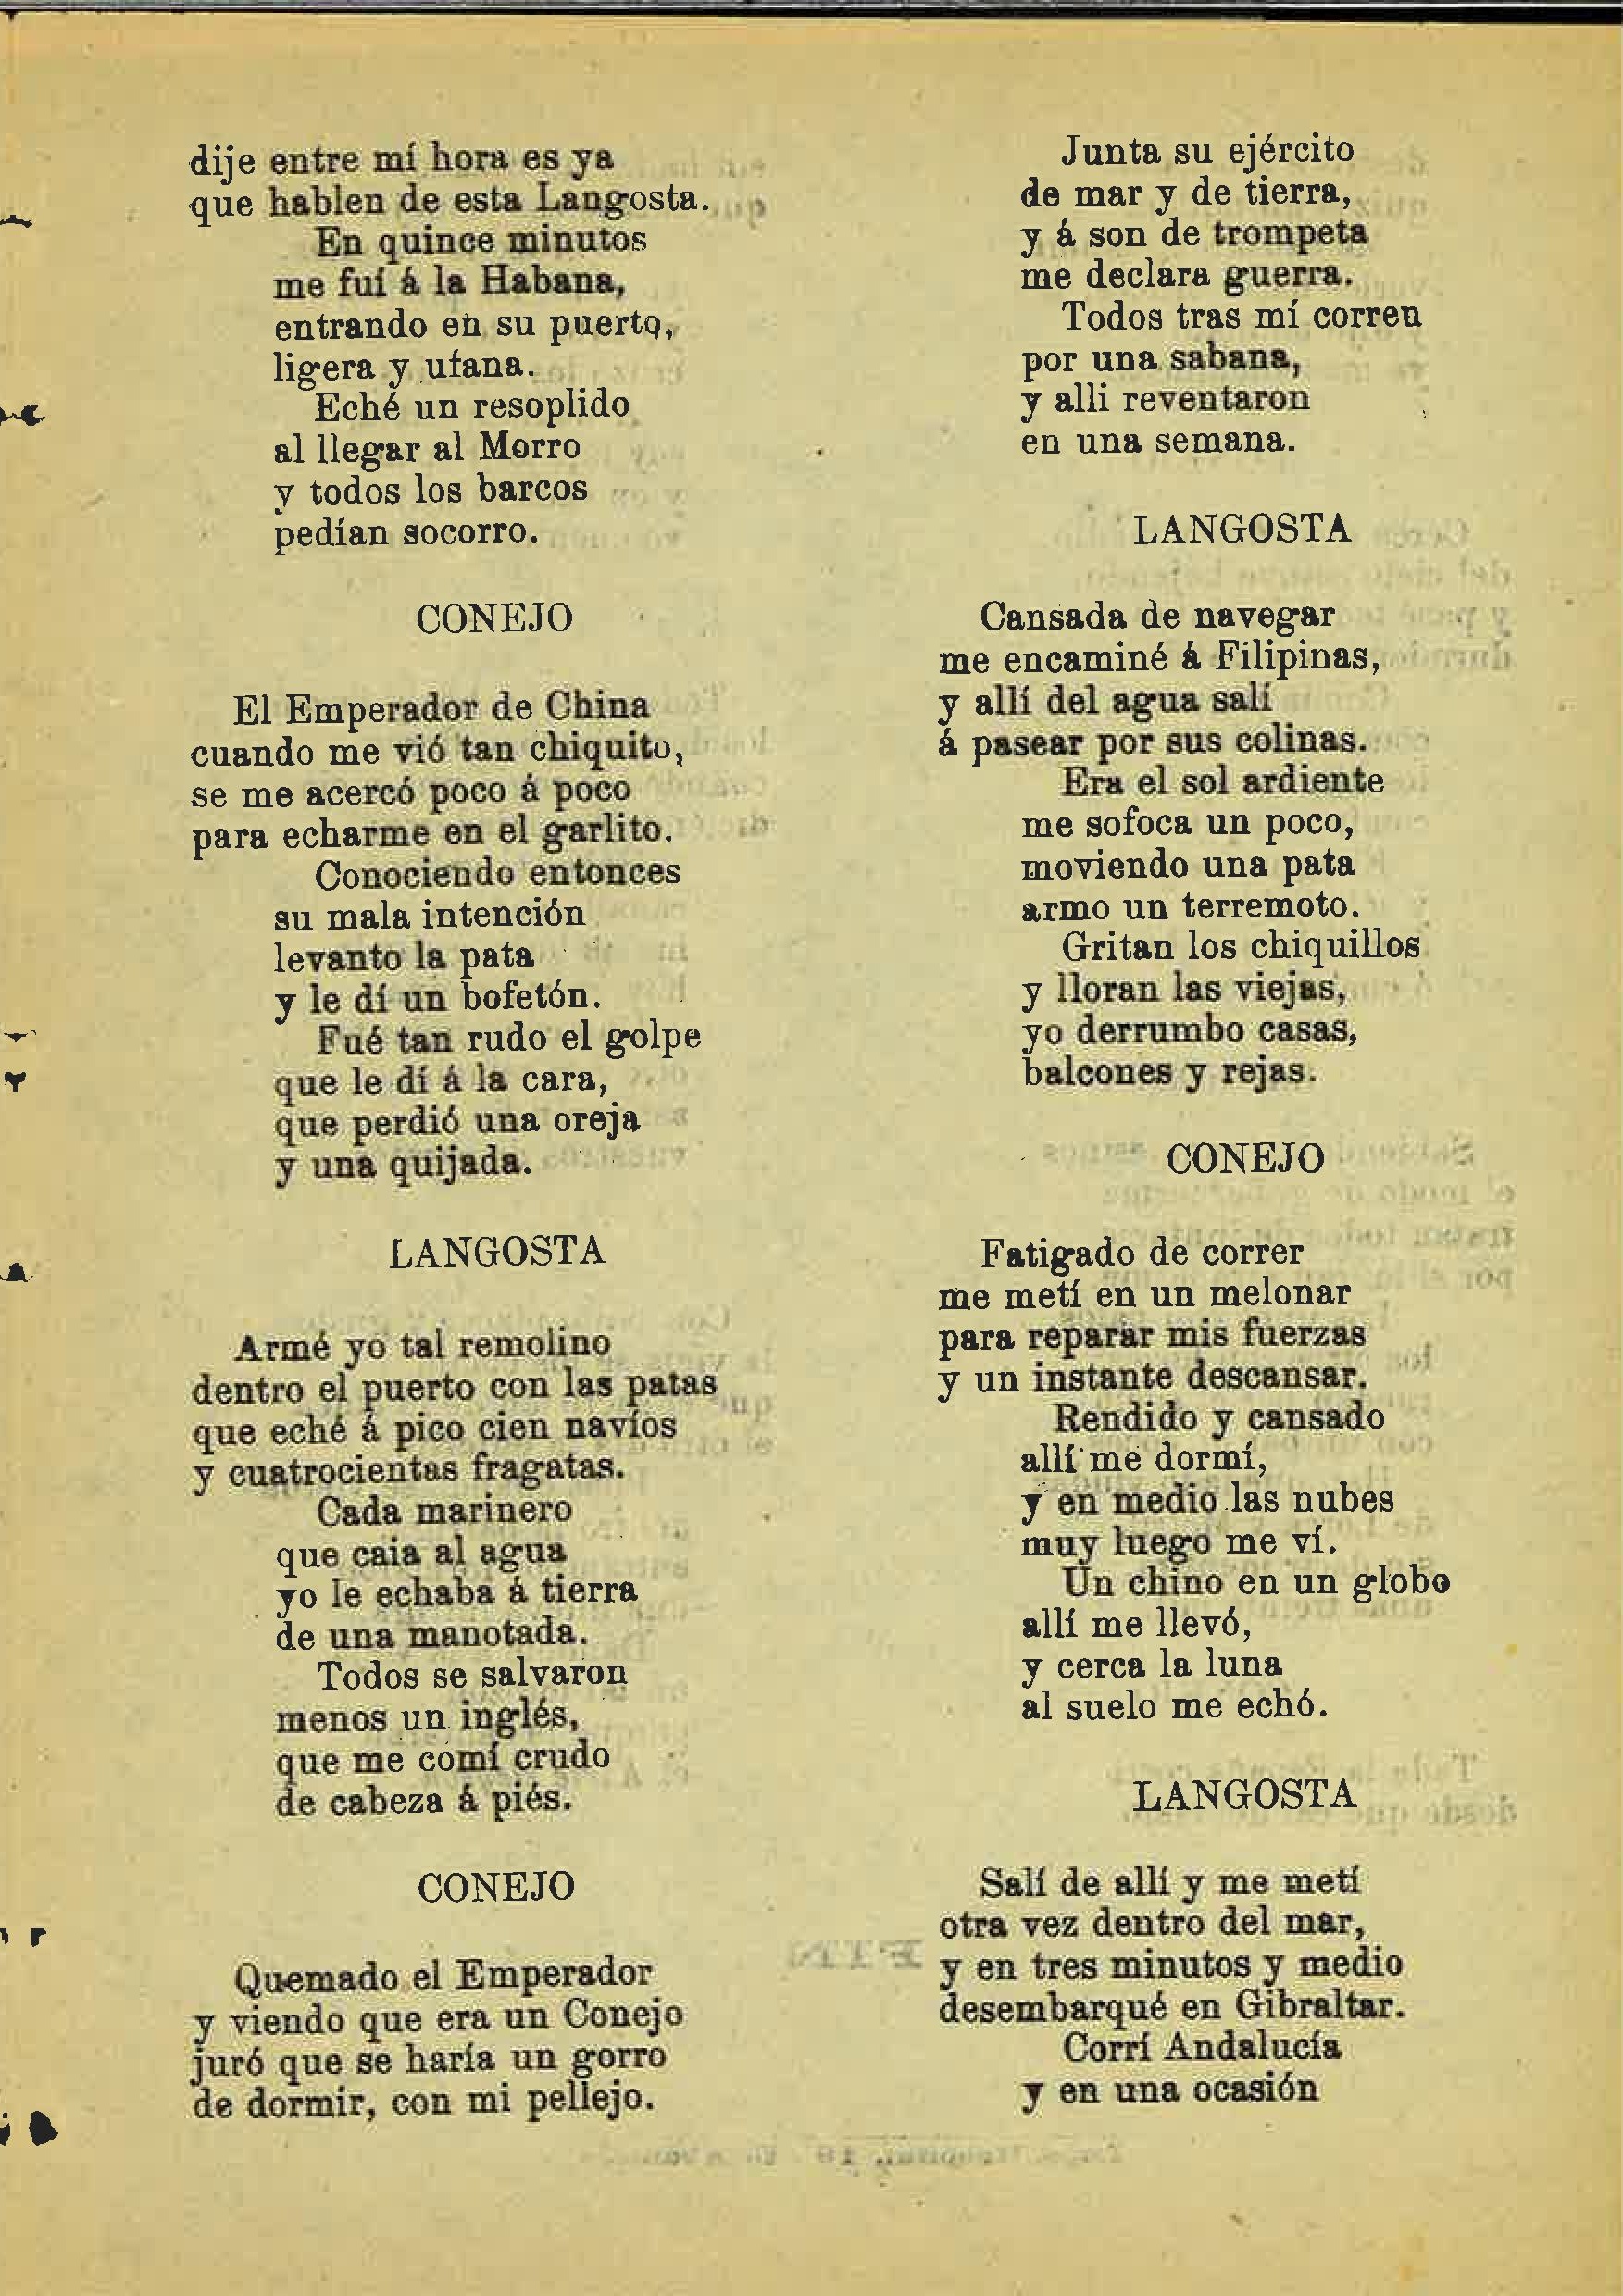 dije entre mí hora es ya
que hablen de esta Langosta.
En quince minutos
me fuí á la Habana,
entrando en su puerto,
ligera y ufana.
Eché un resoplido
al llegar al Morro
y todos los barcos
pedían socorro.
CONEJO
El Emperador de China
cuando me vió tan chiquito,
se me acercó poco á poco
para echarme en el garlito.
Conociendo entonces
su mala intención
levanto la pata
y le dí un bofetón.
Fué tan rudo el golpe
que le dí á la cara,
que perdió una oreja
y una quijada.
LANGOSTA
Armé yo tal remolino
dentro el puerto con las patas
que eché á pico cien navíos
y cuatrocientas fragatas.
Cada marinero
que caia al agua
yo le echaba á tierra
de una manotada.
Todos se salvaron
menos un inglés,
que me comí crudo
de cabeza á piés.
CONEJO
Quemado el Emperador
y viendo que era un Conejo
juró que se haría un gorro
de dormir, con mi pellejo.
Junta su ejército
de mar y de tierra,
y á son de trompeta
me declara guerra.
Todos tras mí corren
por una sabana,
y alli reventaron
en una semana.
LANGOSTA
Cansada de navegar
me encaminé á Filipinas,
y allí del agua salí
á pasear por sus colinas.
Era el sol ardiente
me sofoca un poco,
moviendo una pata
armo un terremoto.
Gritan los chiquillos
y lloran las viejas,
yo derrumbo casas,
balcones y rejas.
CONEJO
Fatigado de correr
me metí en un melonar
para reparar mis fuerzas
y un instante descansar.
Rendido y cansado
allí me dormí,
y en medio las nubes
muy luego me ví.
Un chino en un globo
allí me llevó,
y cerca la luna
al suelo me echó.
LANGOSTA
Salí de allí y me metí
otra vez dentro del mar,
y en tres minutos y medio
desembarqué en Gibraltar.
Corrí Andalucía
y en una ocasión